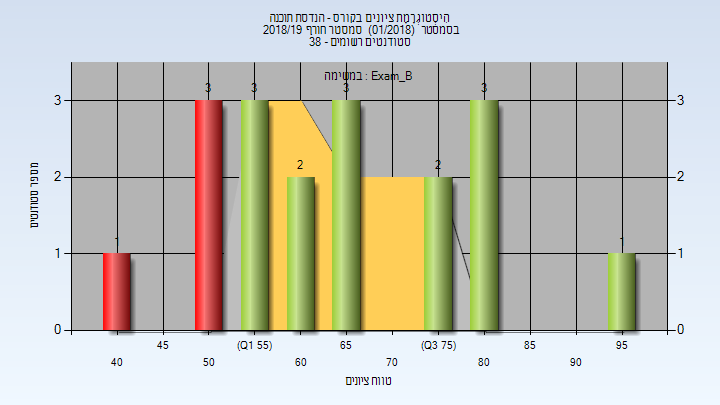 היסטוגרמת ציונים בקורס - הנדסת תוכנה
בסמסטר (01/2018) סמסטר חורף 2018/19
סטודנטים רשומים - 38
במשימה : Exam_B
מספר סטודנטים
3 3 3 3 3 3
2 2 2 2
1 1 1 1
0 0
45 50 (Q1 55) 65 (Q3 75) 85 95
40 50 60 70 80 90
טווח ציונים